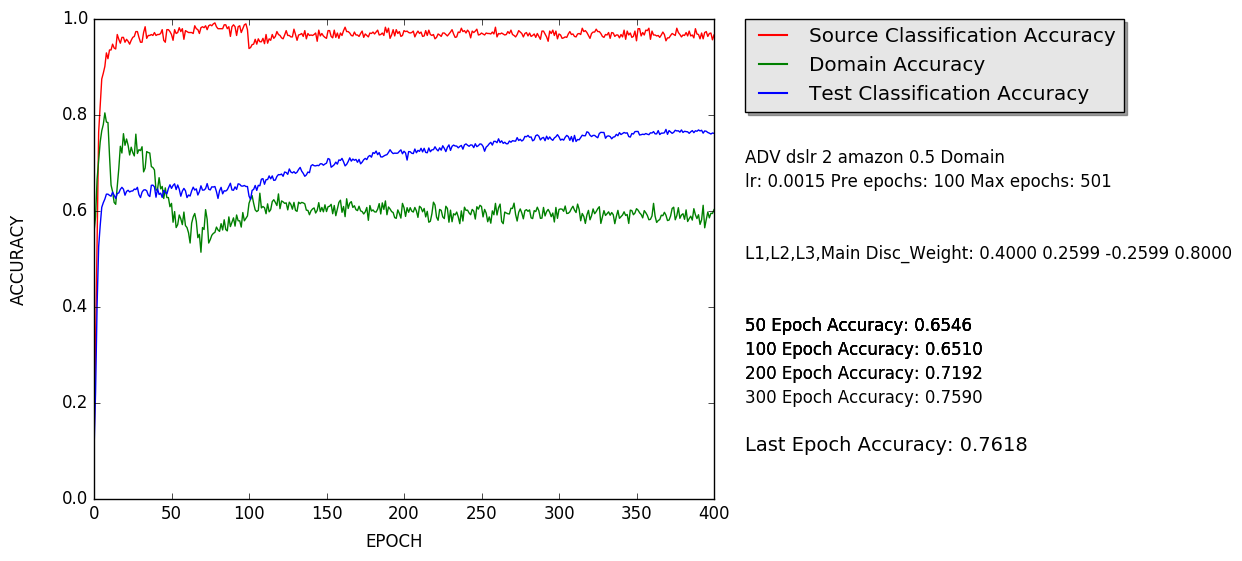 1.0
0.8
0.6
0.4
0.2
0.0
0
50
100
150
200
250
300
350
400
ACCURACY
EPOCH
Source Classification Accuracy
Domain Accuracy
Test Classification Accuracy
ADV dslr 2 amazon 0.5 Domain
lr: 0.0015 Pre epochs: 100 Max epochs: 501
L1,L2,L3,Main Disc_Weight: 0.4000 0.2599 -0.2599 0.8000
50 Epoch Accuracy: 0.6546
100 Epoch Accuracy: 0.6510
200 Epoch Accuracy: 0.7192
300 Epoch Accuracy: 0.7590
Last Epoch Accuracy: 0.7618